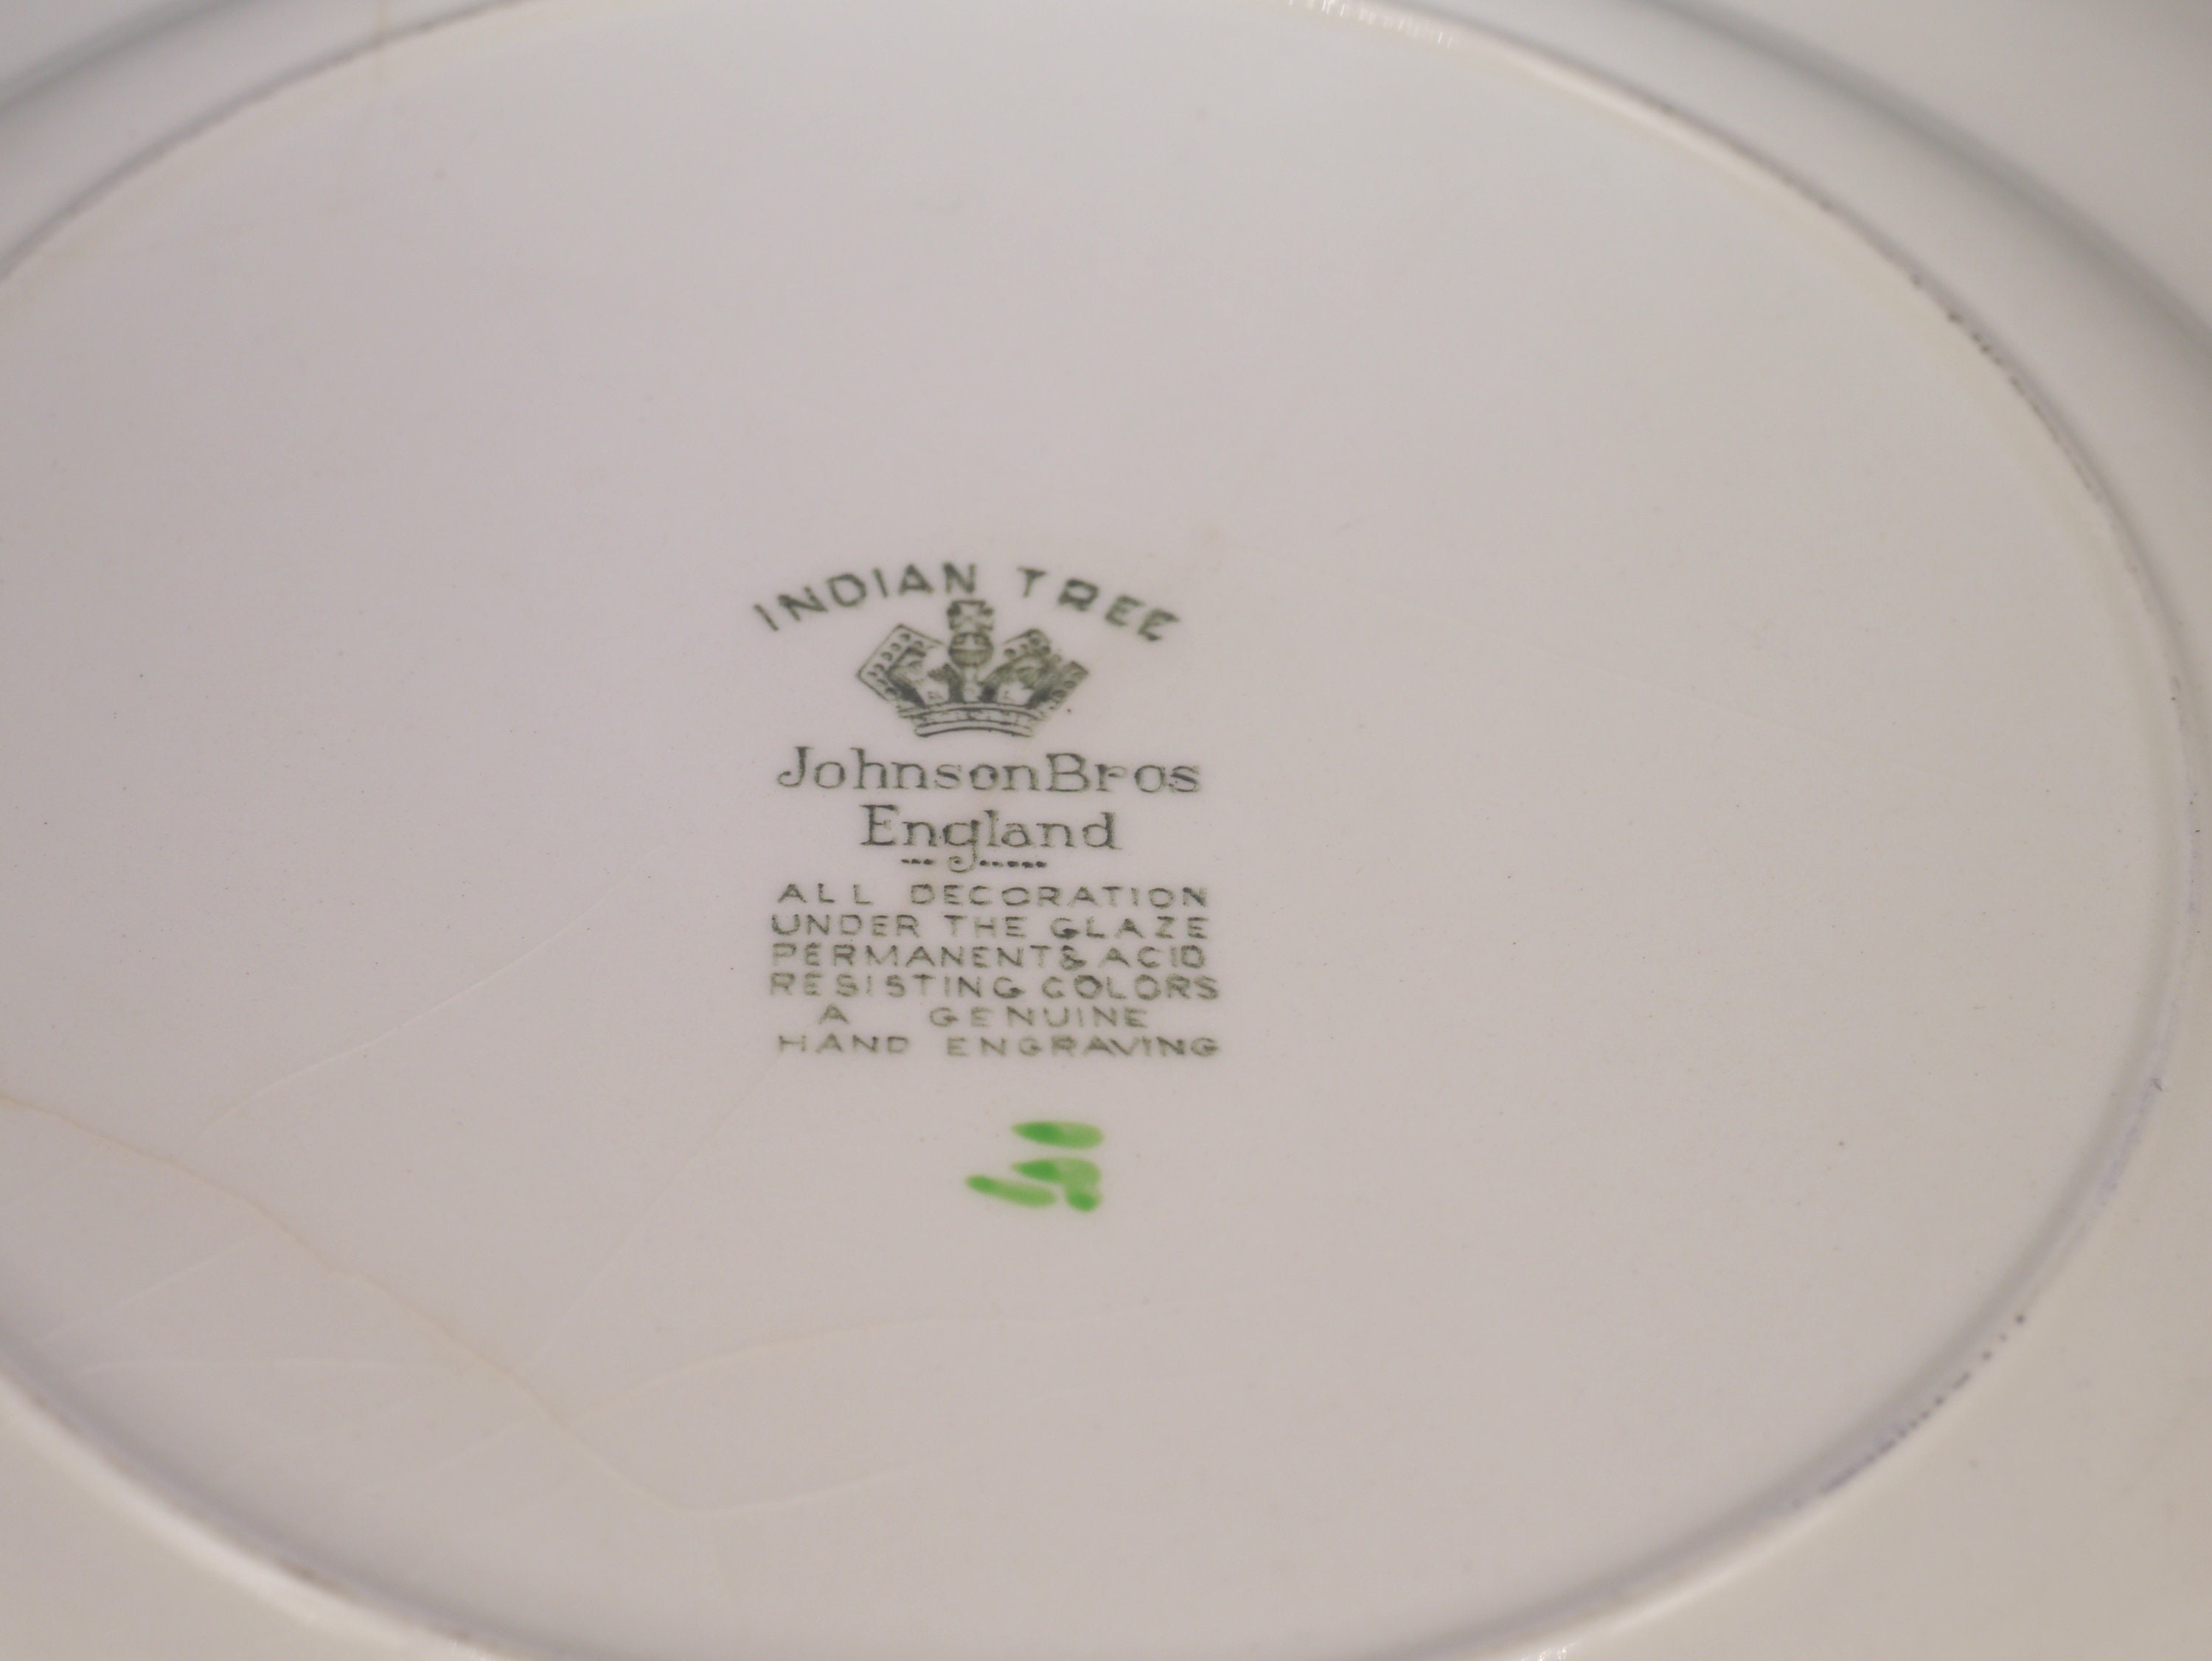 INDIAN TREE
JohnsonBros
England
ALL DECORATION
UNDER THE GLAZE
PERMANENT & ACID
RESISTING COLORS
A GENUINE
HAND ENGRAVING